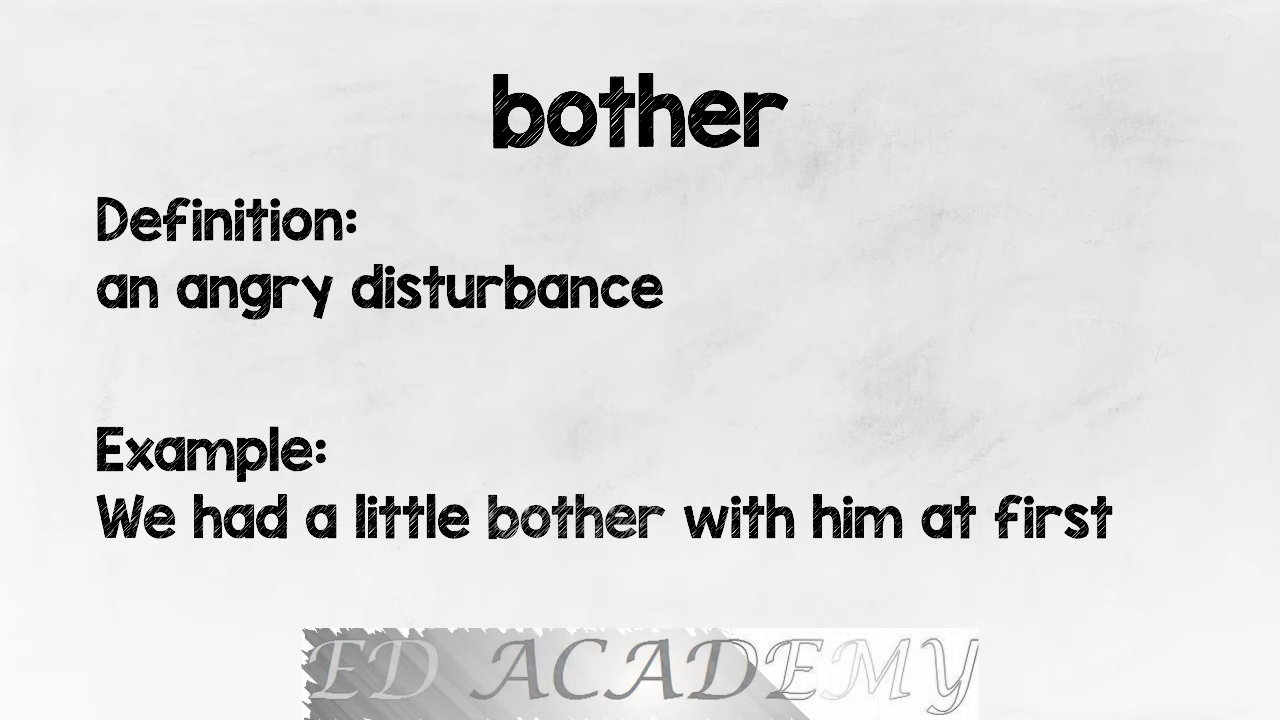 bother
Definition:
an angry disturbance
Example:
We had a little bother with him at first
ED ACADEMY